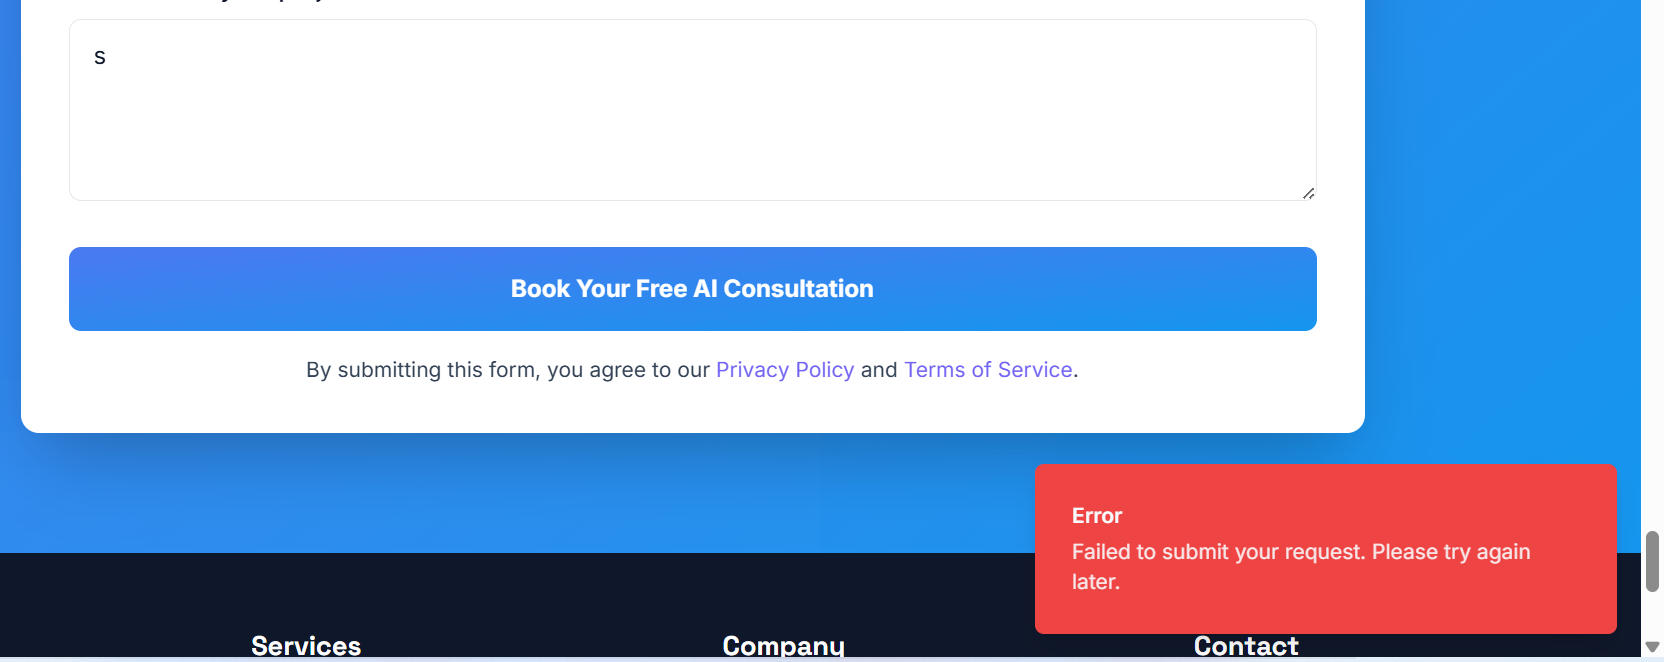 s
Book Your Free AI Consultation
By submitting this form, you agree to our Privacy Policy and Terms of Service.
Error
Failed to submit your request. Please try again
later.
Services
Company
Contact